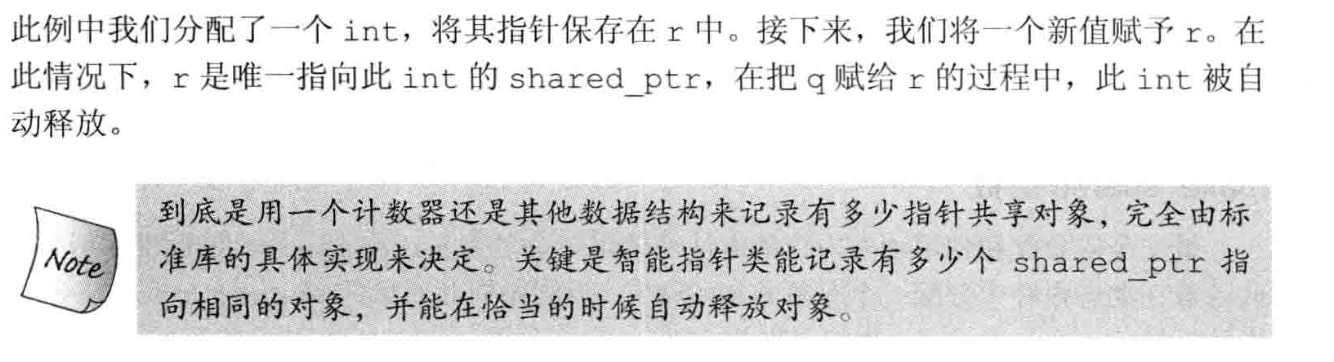 此例中我们分配了一个 int，将其指针保存在 r 中。接下来，我们将一个新值赋予 r。在
此情况下，r 是唯一指向此 int 的 shared_ptr，在把 q 赋给 r 的过程中，此 int 被自
动释放。
Note
到底是用一个计数器还是其他数据结构来记录有多少指针共享对象，完全由标
准库的具体实现来决定。关键是智能指针类能记录有多少个 shared_ptr 指
向相同的对象，并能在恰当的时候自动释放对象。